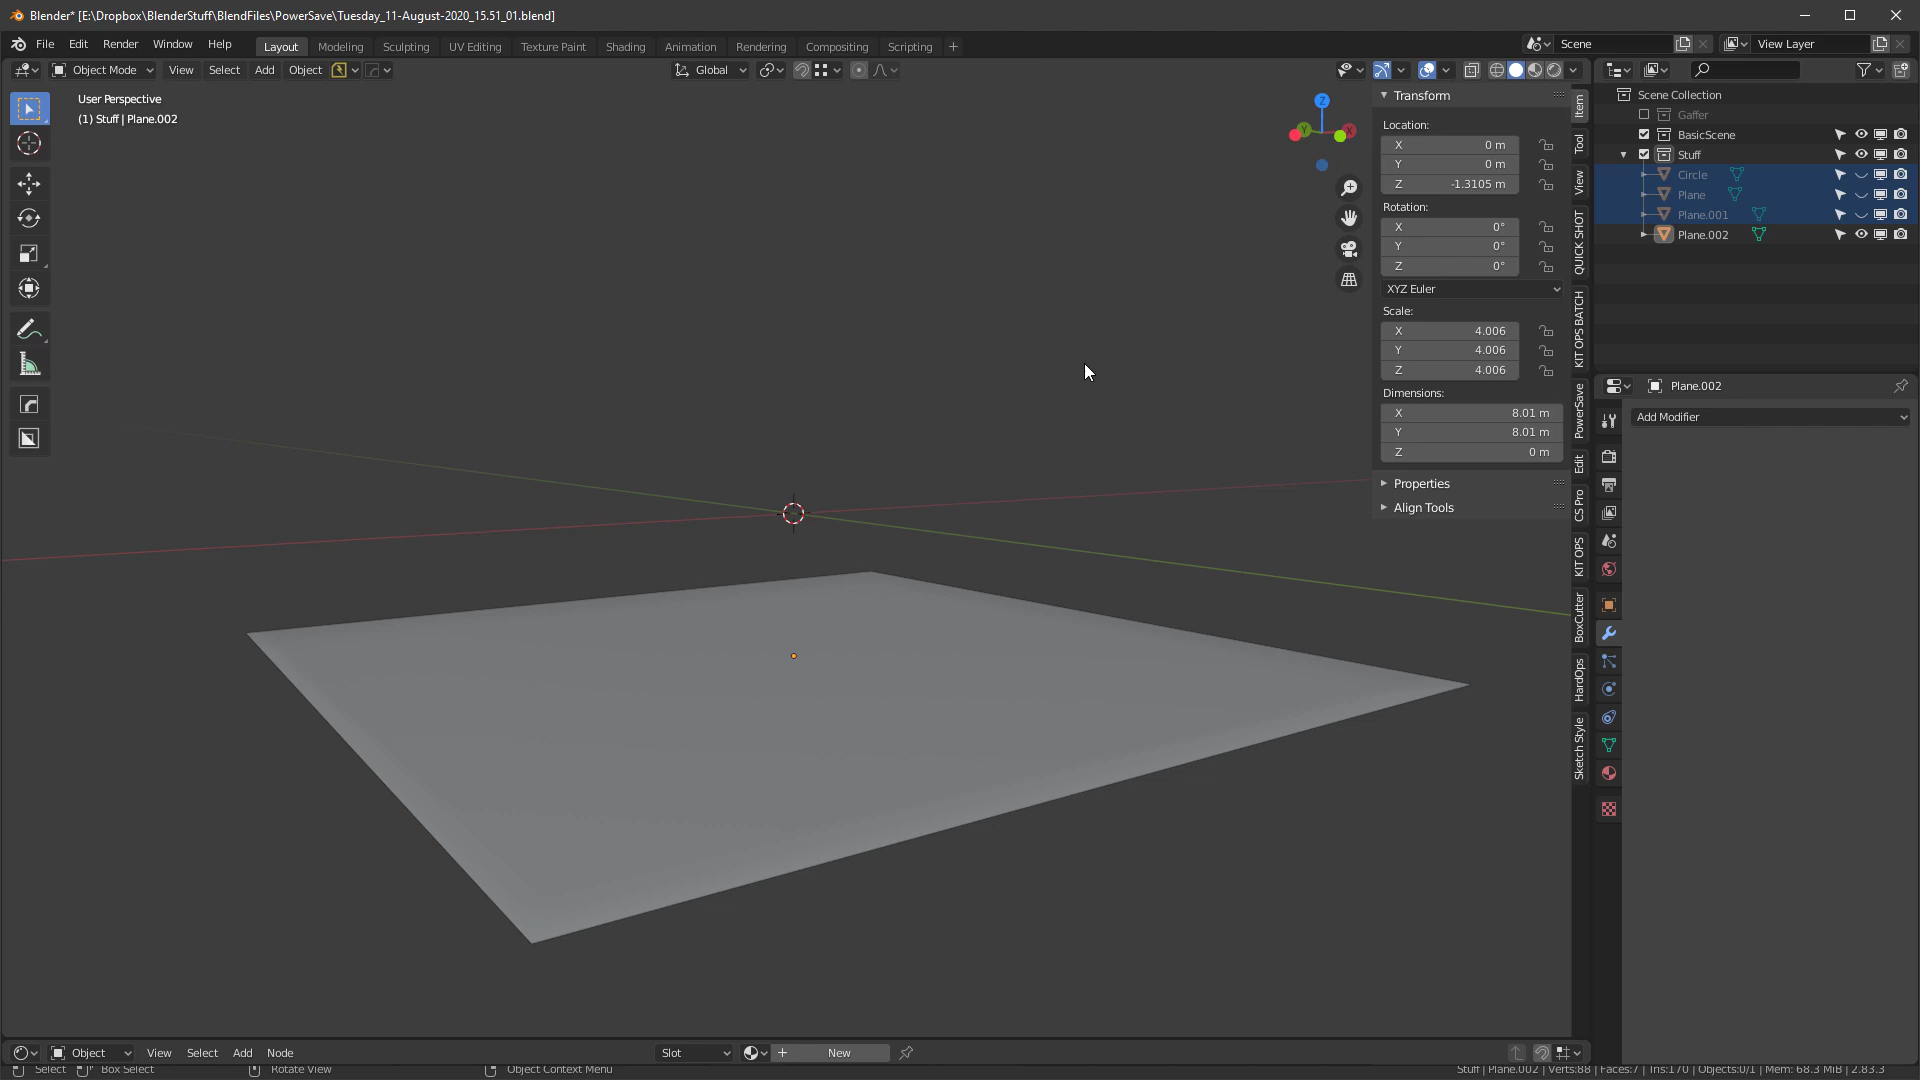 Blender* [E:\Dropbox\BlenderStuff\BlendFiles\PowerSave\Tuesday_11-August-2020_15.51_01.blend]
File Edit Render Window Help Layout Modeling Sculpting UV Editing Texture Paint Shading Animation Rendering Compositing Scripting + Scene View Layer
Object Mode View Select Add Object Global
User Perspective
(1) Stuff | Plane.002
Z
Y
X
Transform
Location:
X 0 m
Y 0 m
Z -1.3105 m
Rotation:
X 0°
Y 0°
Z 0°
XYZ Euler
Scale:
X 4.006
Y 4.006
Z 4.006
Dimensions:
X 8.01 m
Y 8.01 m
Z 0 m
Properties
Align Tools
Item
Tool
View
QUICK SHOT
KIT OPS BATCH
PowerSave
Edit
CS Pro
KIT OPS
BoxCutter
HardOps
Sketch Style
Scene Collection
Gaffer
BasicScene
Stuff
Circle
Plane
Plane.001
Plane.002
Plane.002
Add Modifier
Object View Select Add Node Slot + New
Select Box Select Rotate View Object Context Menu Stuff | Plane.002 | Verts:88 | Faces:7 | Tris:170 | Objects:0/1 | Mem: 68.3 MiB | 2.83.3